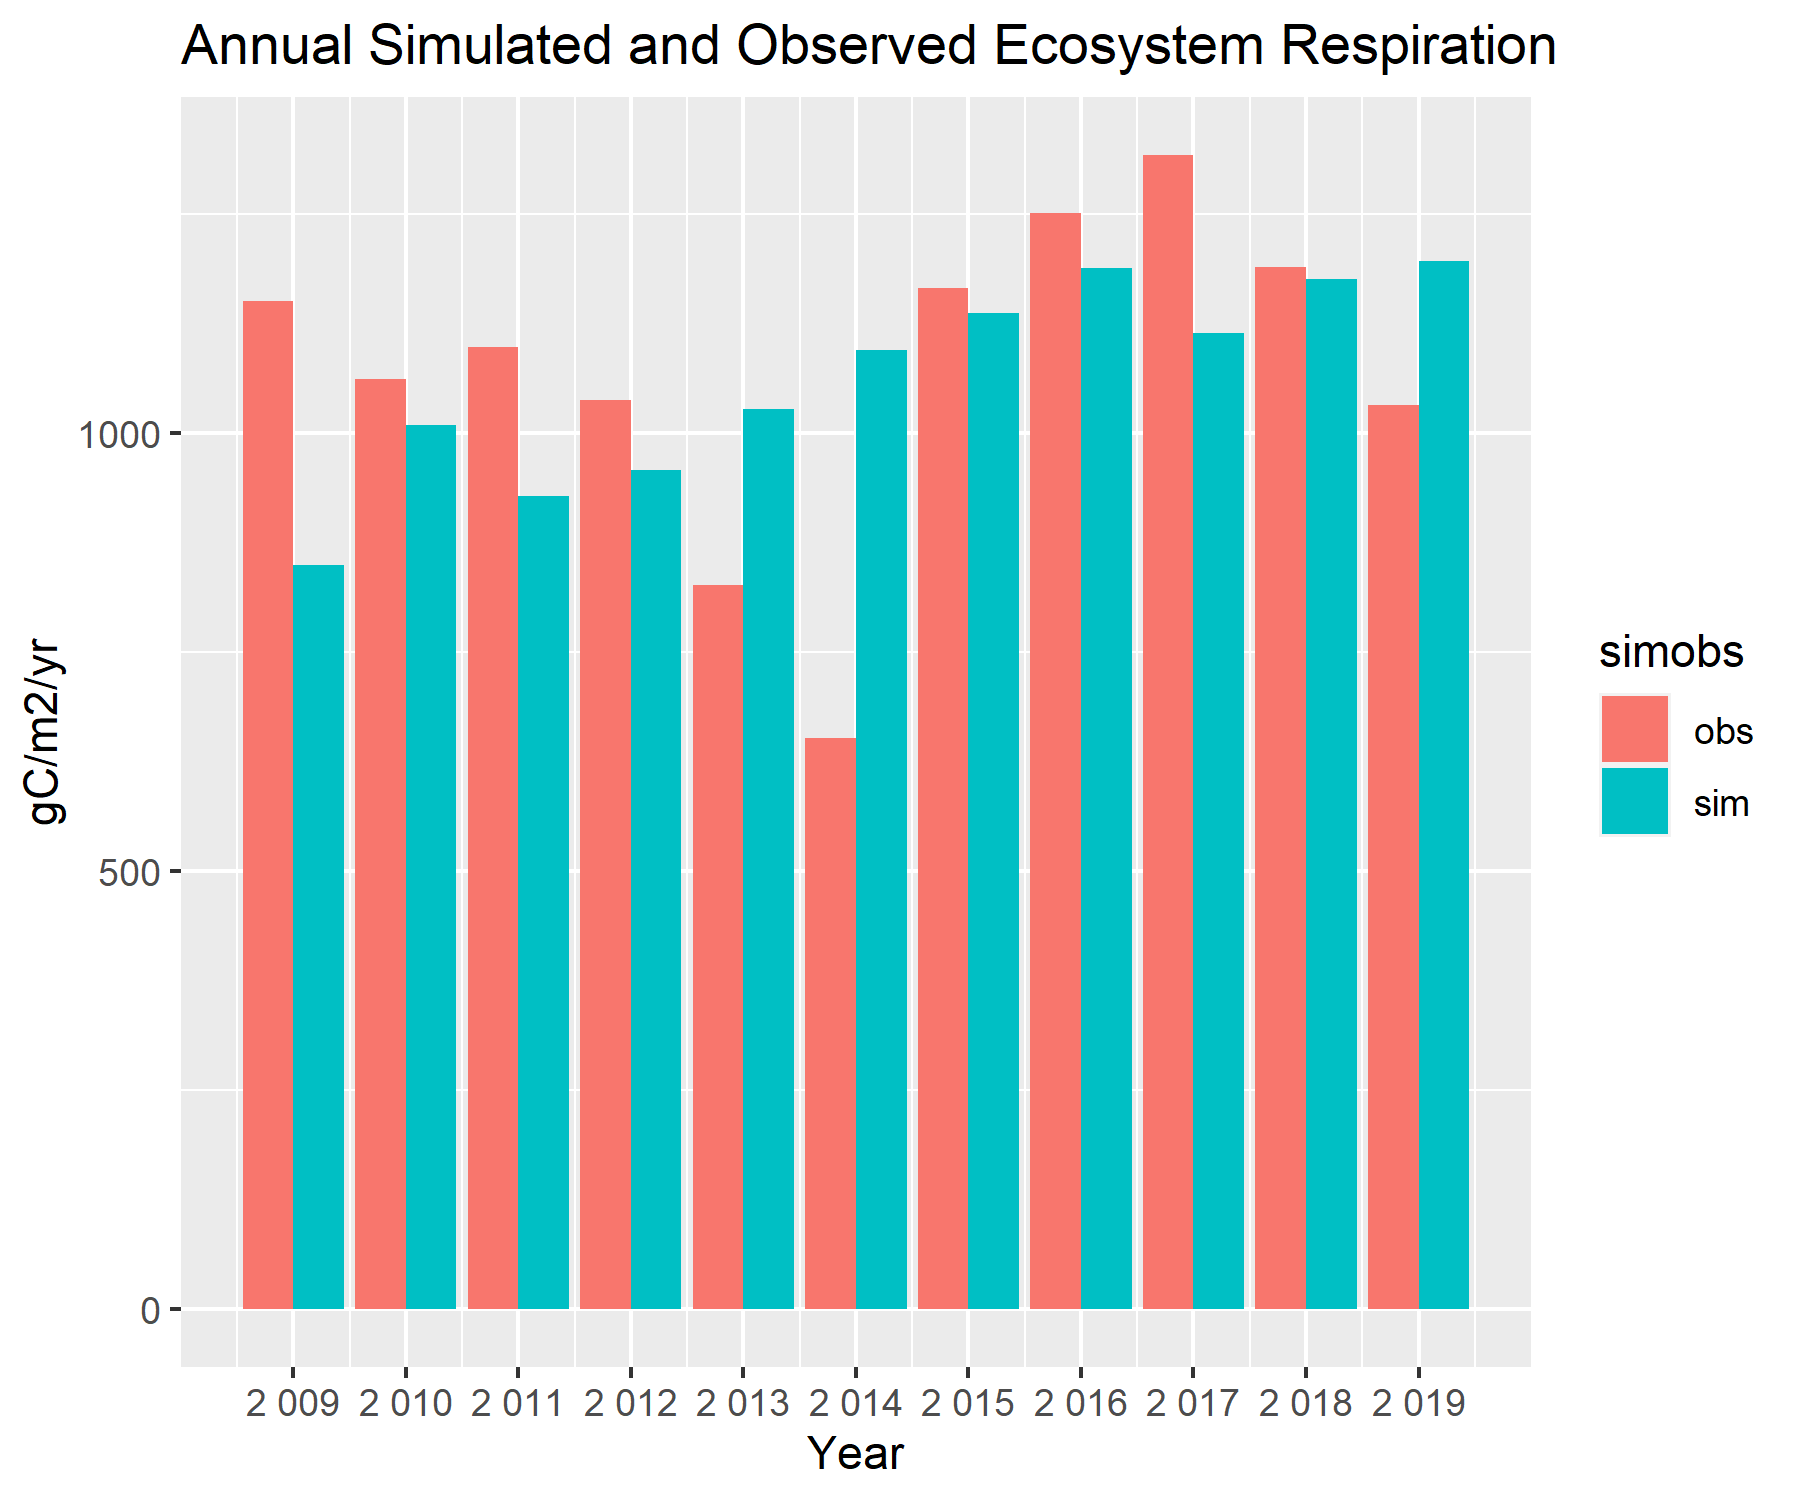 Annual Simulated and Observed Ecosystem Respiration
gC/m2/yr
1000
500
0
2 009 2 010 2 011 2 012 2 013 2 014 2 015 2 016 2 017 2 018 2 019
Year
simobs
obs
sim